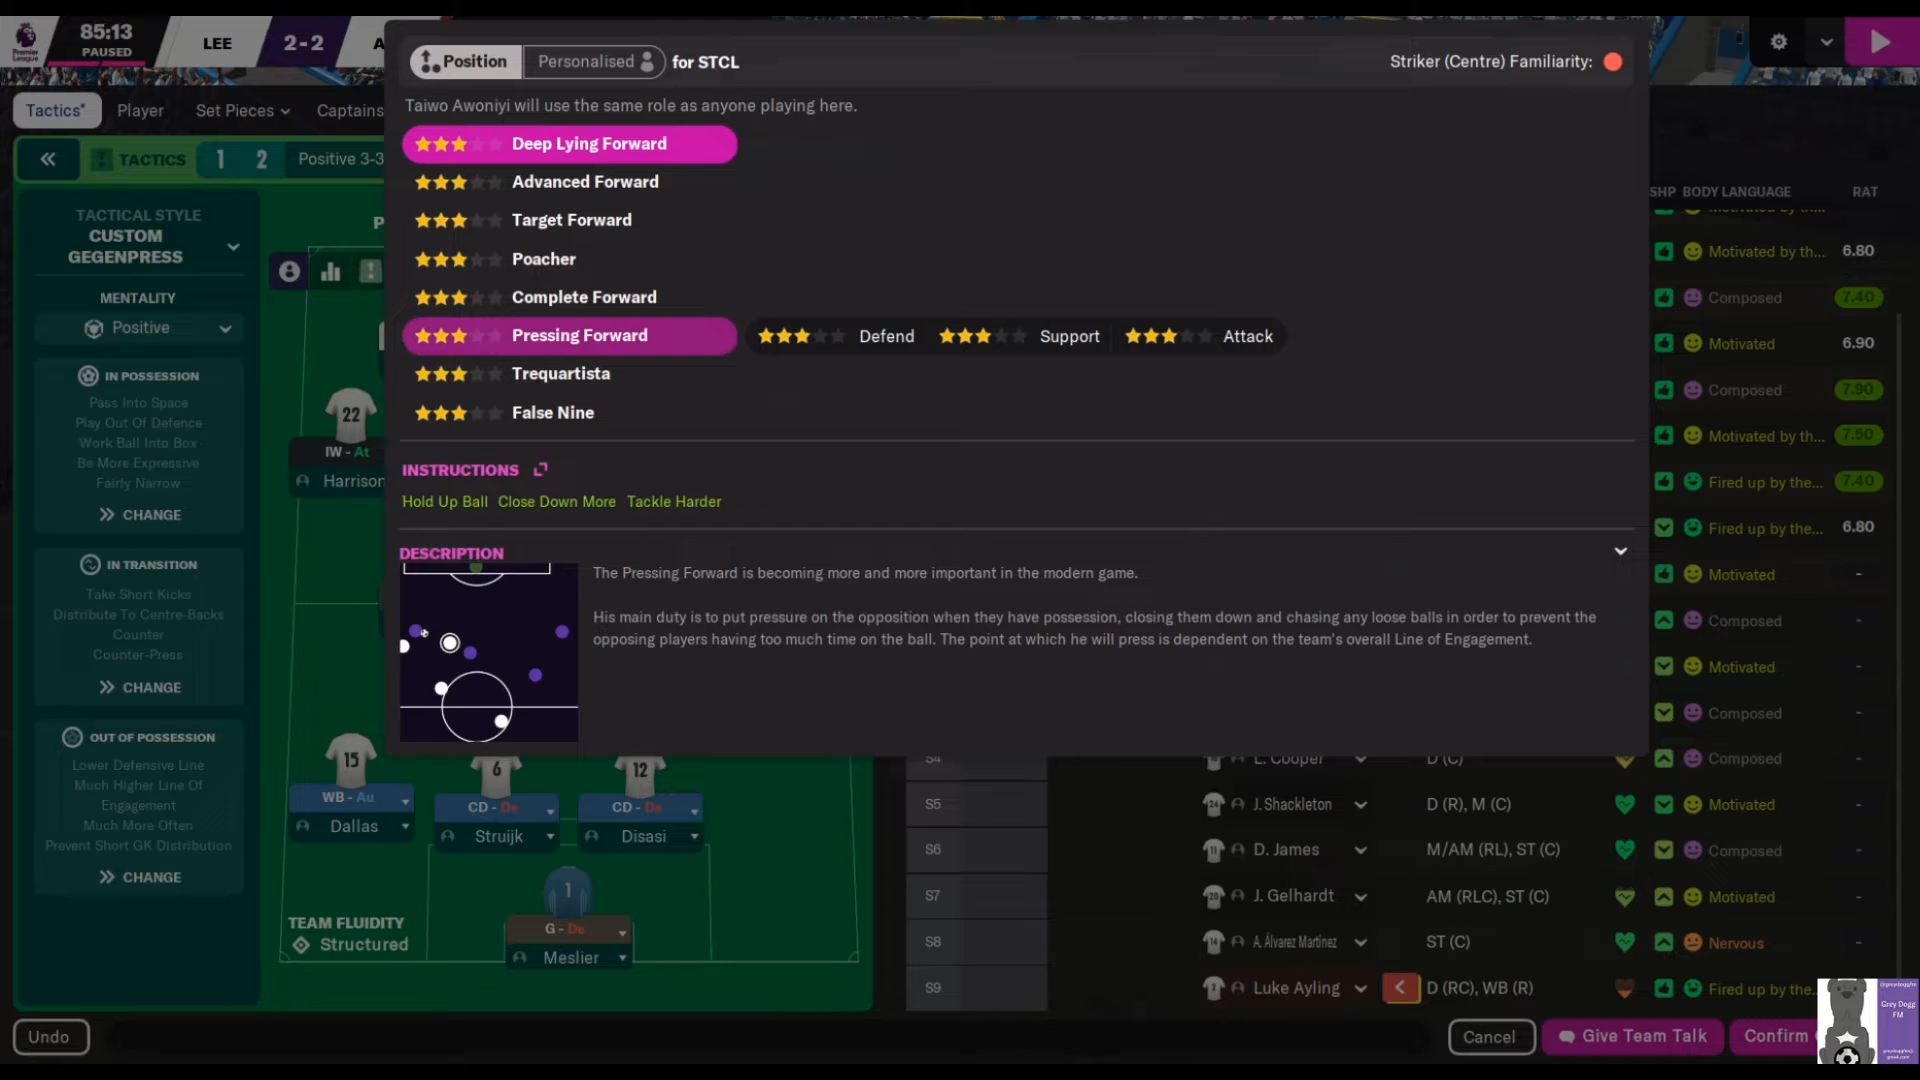 Premier League
85:13
PAUSED
LEE
2-2
A
Tactics*
Player
Set Pieces
Captains
TACTICS
1
2
Positive 3-3
TACTICAL STYLE
CUSTOM
GEGENPRESS
MENTALITY
Positive
IN POSSESSION
Pass Into Space
Play Out Of Defence
Work Ball Into Box
Be More Expressive
Fairly Narrow
CHANGE
IN TRANSITION
Take Short Kicks
Distribute To Centre-Backs
Counter
Counter-Press
CHANGE
OUT OF POSSESSION
Lower Defensive Line
Much Higher Line Of
Engagement
Much More Often
Prevent Short GK Distribution
CHANGE
P
22
IW - At
Harrison
15
WB - Au
Dallas
6
CD - De
Struijk
12
CD - De
Disasi
1
G - De
Meslier
TEAM FLUIDITY
Structured
Position
Personalised
for STCL
Striker (Centre) Familiarity:
Taiwo Awoniyi will use the same role as anyone playing here.
Deep Lying Forward
Advanced Forward
Target Forward
Poacher
Complete Forward
Pressing Forward
Defend
Support
Attack
Trequartista
False Nine
INSTRUCTIONS
Hold Up Ball Close Down More Tackle Harder
DESCRIPTION
The Pressing Forward is becoming more and more important in the modern game.
His main duty is to put pressure on the opposition when they have possession, closing them down and chasing any loose balls in order to prevent the
opposing players having too much time on the ball. The point at which he will press is dependent on the team's overall Line of Engagement.
SHP BODY LANGUAGE RAT
Motivated by th... 6.80
Composed 7.40
Motivated 6.90
Composed 7.90
Motivated by th... 7.50
Fired up by the... 7.40
Fired up by the... 6.80
Motivated -
Composed -
Motivated -
Composed -
S4 L. Cooper D (C) Composed -
S5 24 J. Shackleton D (R), M (C) Motivated -
S6 11 D. James M/AM (RL), ST (C) Composed -
S7 20 J. Gelhardt AM (RLC), ST (C) Motivated -
S8 14 A. Álvarez Martínez ST (C) Nervous -
S9 2 Luke Ayling D (RC), WB (R) Fired up by the...
Undo
Cancel
Give Team Talk
Confirm
Grey Dogg
FM